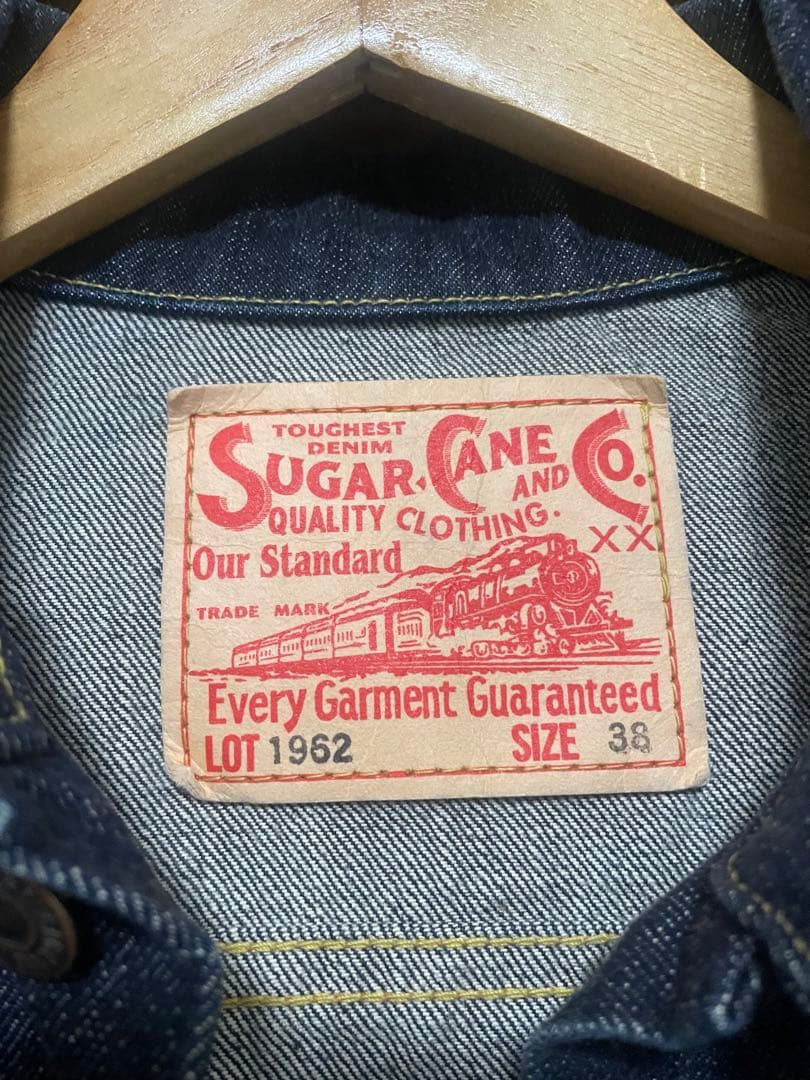 TOUGHEST
DENIM
SUGAR CANE CO.
AND
QUALITY CLOTHING.
XX
Our Standard
TRADE MARK
Every Garment Guaranteed
LOT 1962 SIZE 38